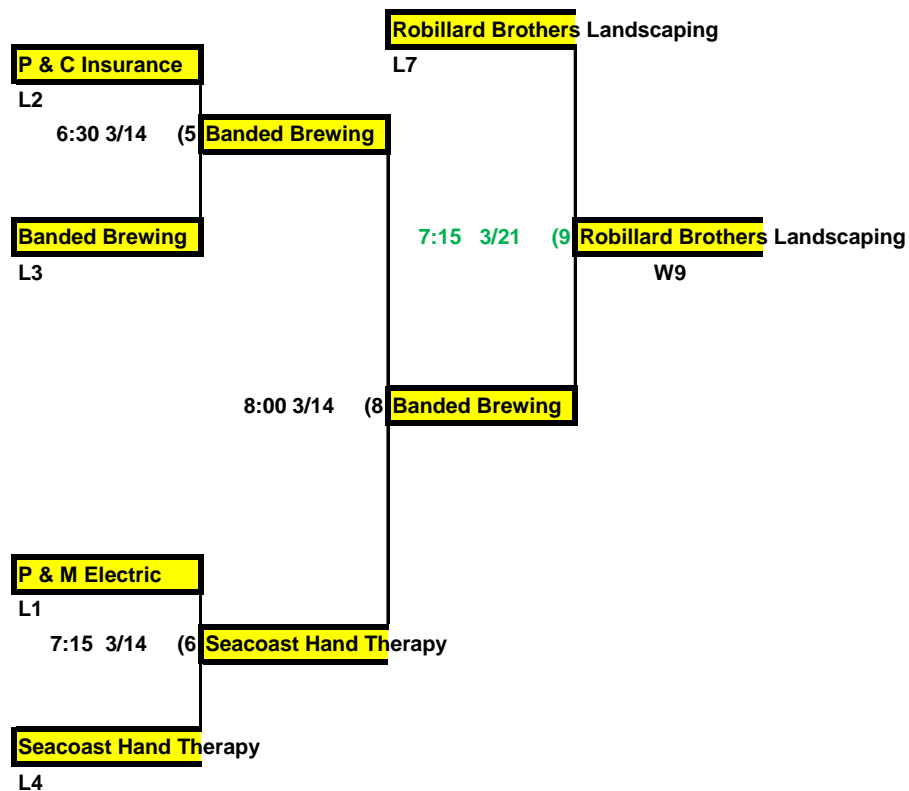 Robillard Brothers Landscaping
P & C Insurance
L7
L2
6:30 3/14 (5 Banded Brewing
Banded Brewing
7:15 3/21 (9 Robillard Brothers Landscaping
L3
W9
8:00 3/14 (8 Banded Brewing
P & M Electric
L1
7:15 3/14 (6 Seacoast Hand Therapy
Seacoast Hand Therapy
L4